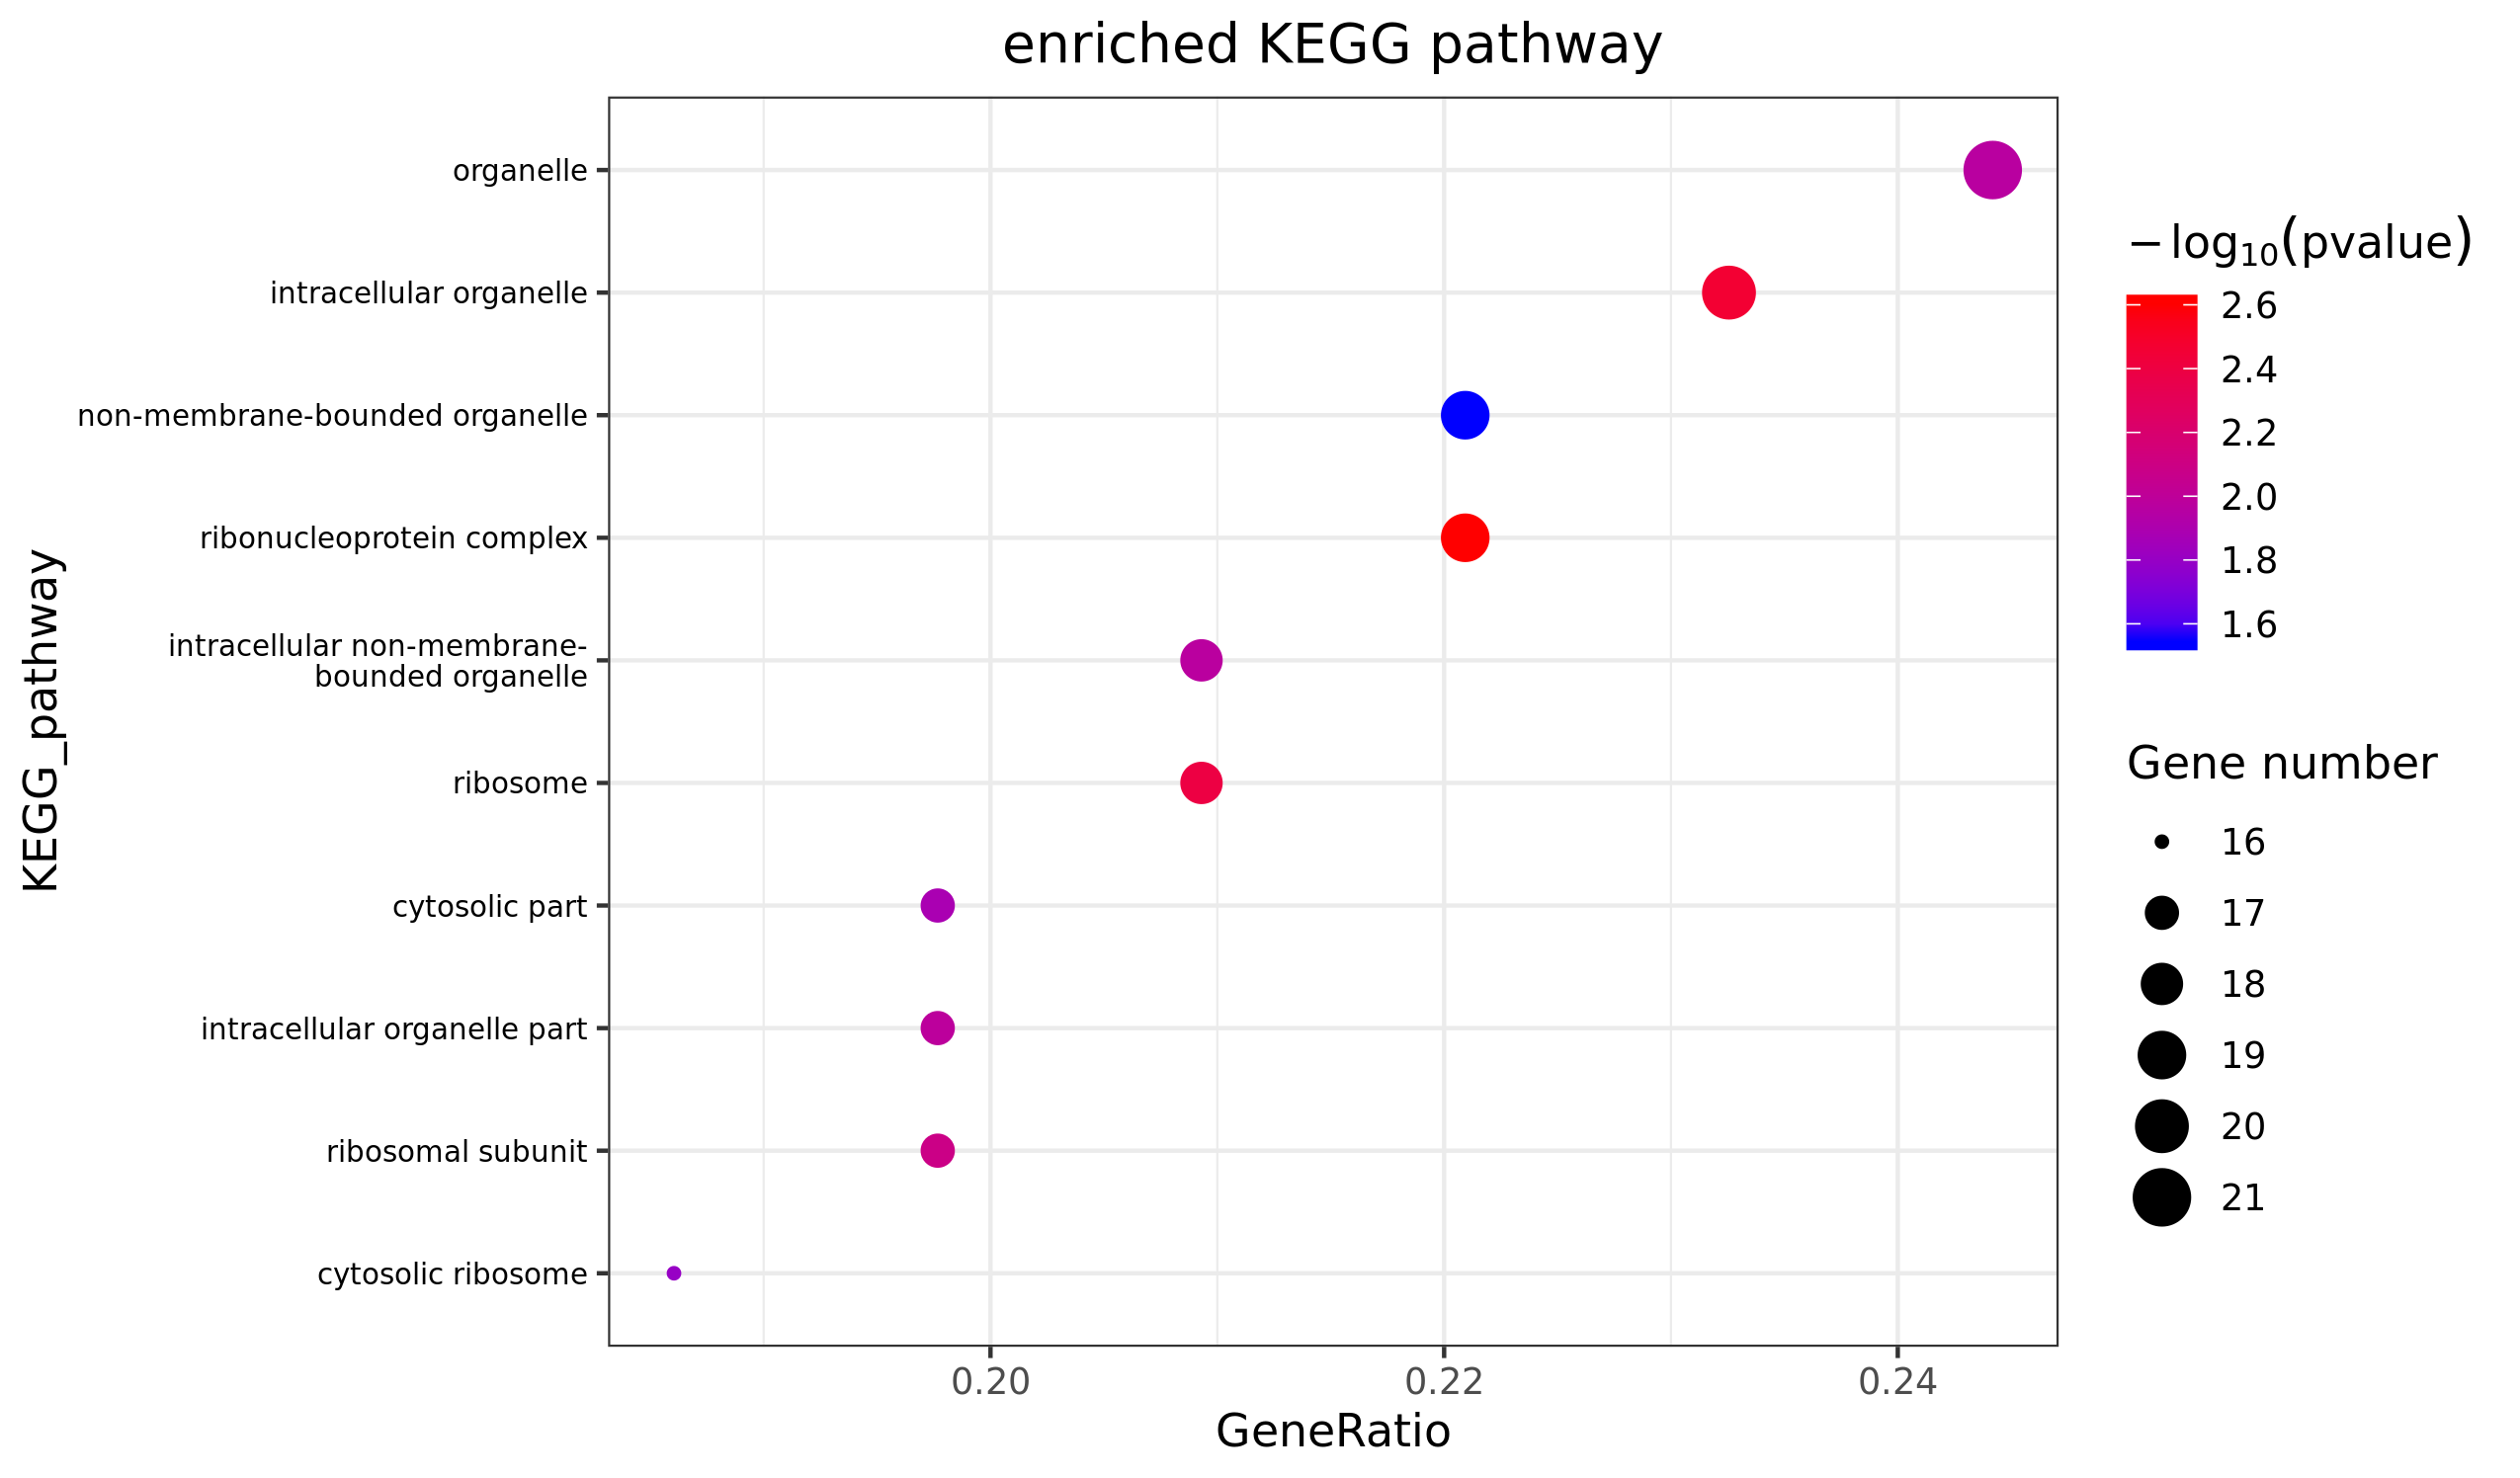 enriched KEGG pathway
KEGG_pathway
organelle
intracellular organelle
non-membrane-bounded organelle
ribonucleoprotein complex
intracellular non-membrane-
bounded organelle
ribosome
cytosolic part
intracellular organelle part
ribosomal subunit
cytosolic ribosome
0.20 0.22 0.24
GeneRatio
−log₁₀(pvalue)
2.6
2.4
2.2
2.0
1.8
1.6
Gene number
16
17
18
19
20
21